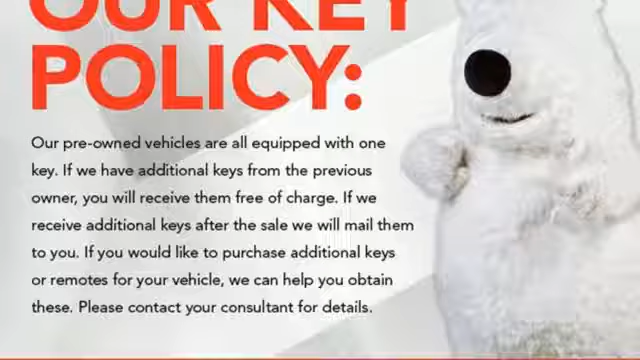 OUR KEY
POLICY:
Our pre-owned vehicles are all equipped with one
key. If we have additional keys from the previous
owner, you will receive them free of charge. If we
receive additional keys after the sale we will mail them
to you. If you would like to purchase additional keys
or remotes for your vehicle, we can help you obtain
these. Please contact your consultant for details.